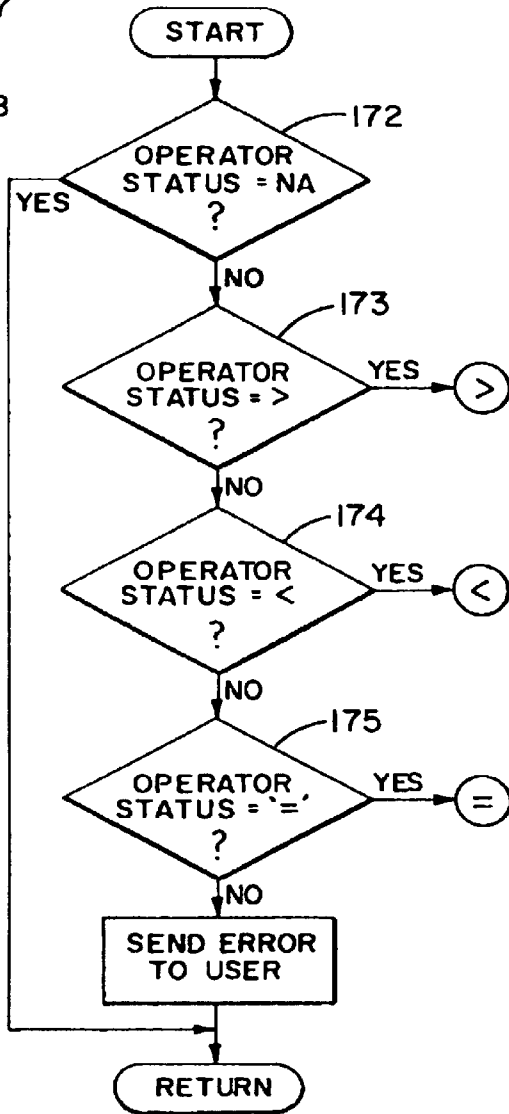 START
8
172
OPERATOR
STATUS = NA
?
YES
NO
173
OPERATOR
STATUS = >
?
YES
>
NO
174
OPERATOR
STATUS = <
?
YES
<
NO
175
OPERATOR
STATUS = '='
?
YES
=
NO
SEND ERROR
TO USER
RETURN